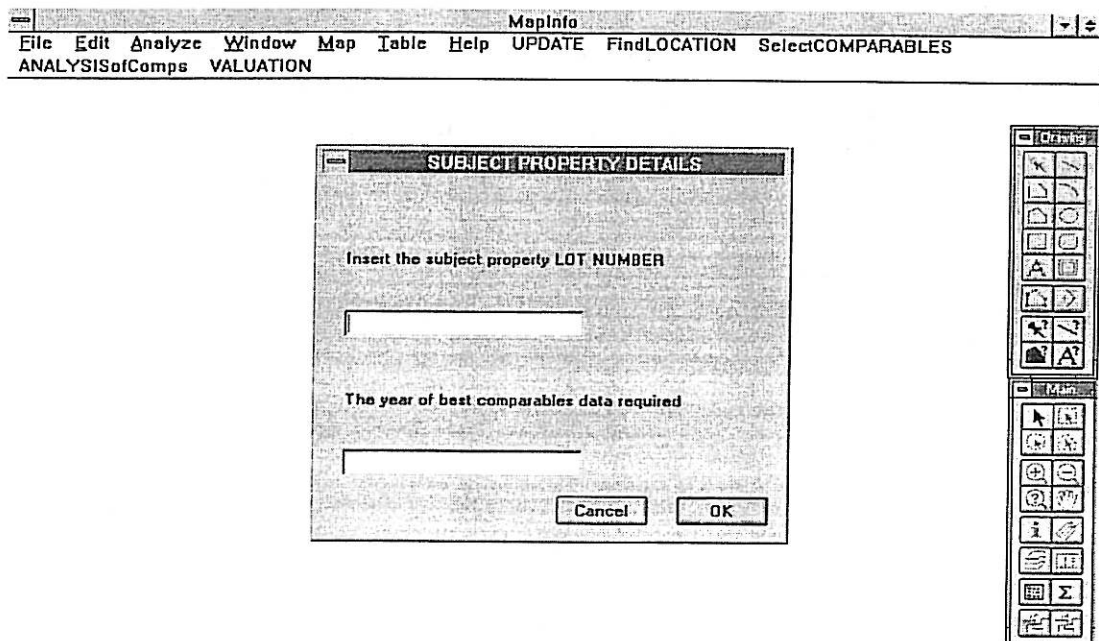 MapInfo
File Edit Analyze Window Map Table Help UPDATE FindLOCATION SelectCOMPARABLES
ANALYSISofComps VALUATION
SUBJECT PROPERTY DETAILS
Insert the subject property LOT NUMBER
The year of best comparables data required
Cancel OK
Main